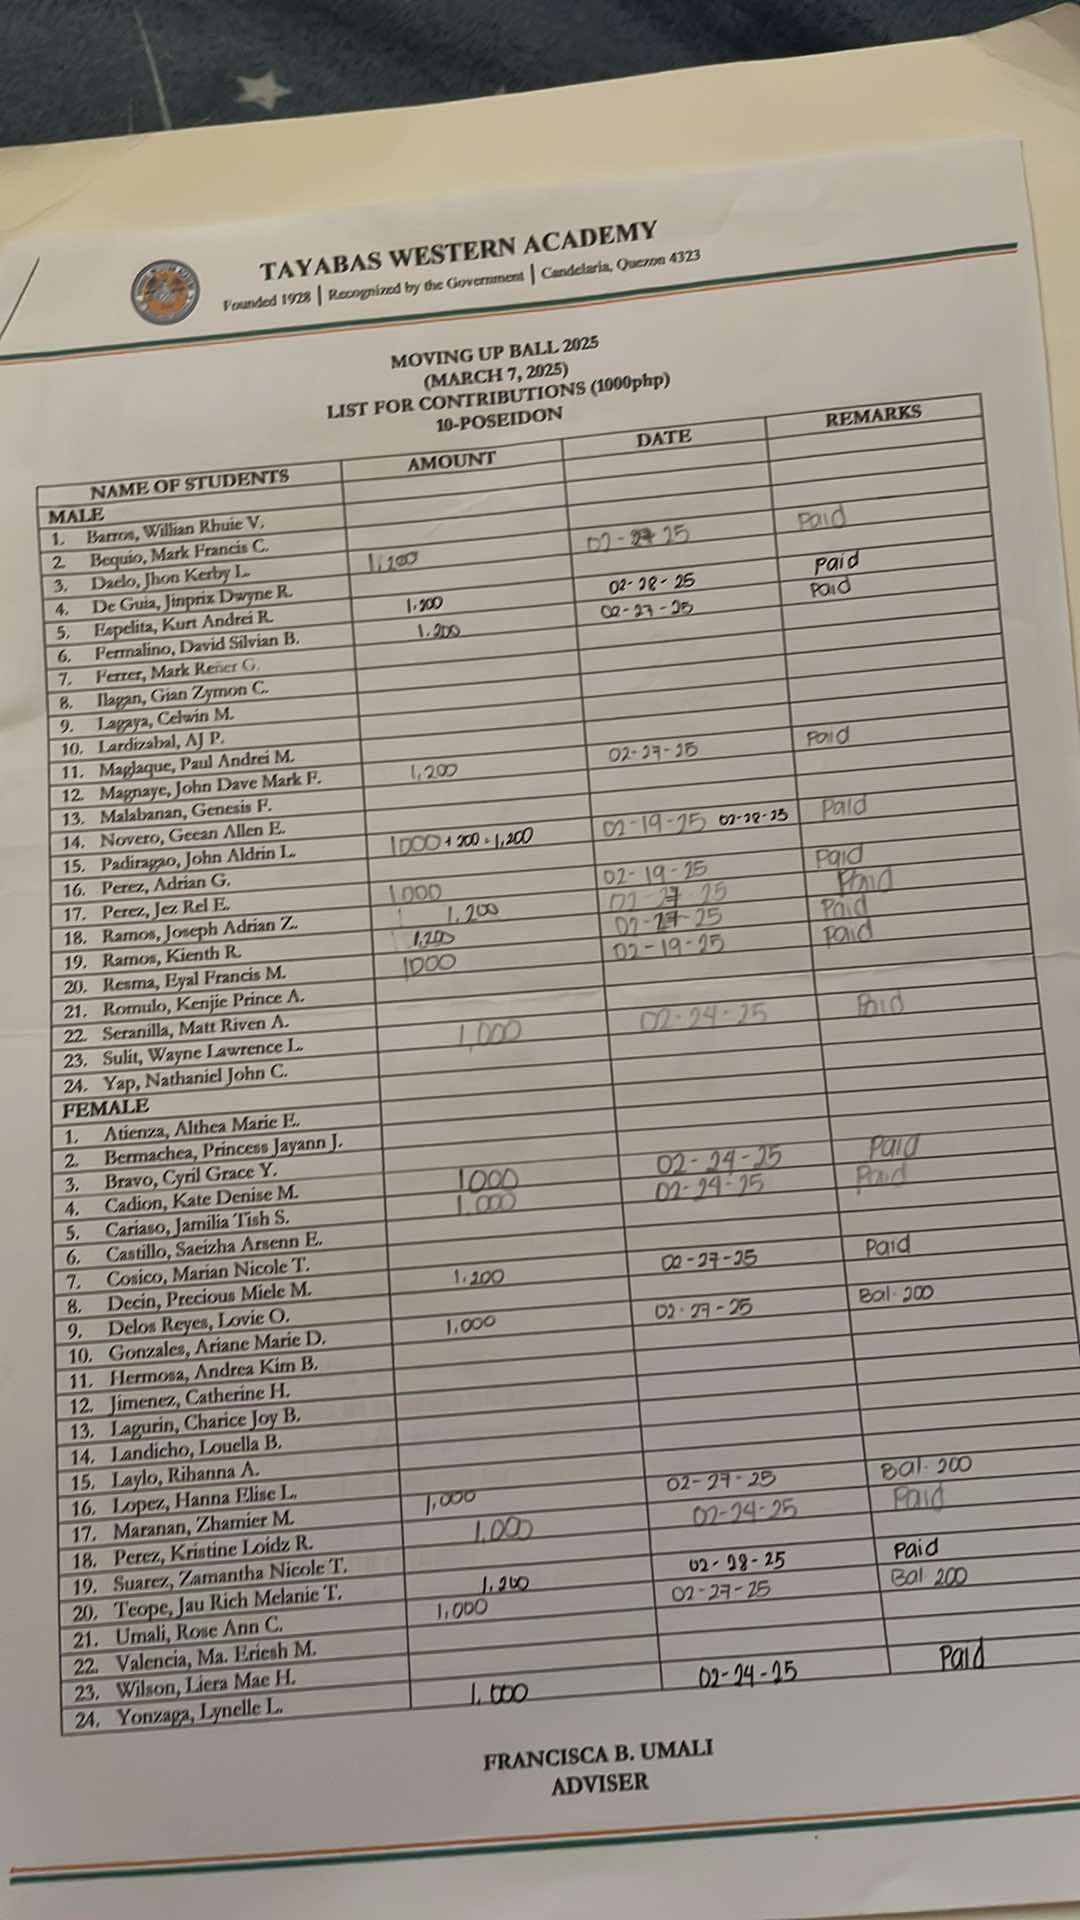 TAYABAS WESTERN ACADEMY
Founded 1928 | Recognized by the Government | Candelaria, Quezon 4323
MOVING UP BALL 2025
(MARCH 7, 2025)
LIST FOR CONTRIBUTIONS (1000php)
10-POSEIDON
NAME OF STUDENTS AMOUNT DATE REMARKS
MALE
1. Barros, Willian Rhuie V.
2. Bequio, Mark Francis C.
3. Daelo, Jhon Kerby L. 1,200 02-27-25 Paid
4. De Guia, Jinpriz Dwyne R.
5. Espelita, Kurt Andrei R. 1,200 02-28-25 Paid
6. Fermalino, David Silvian B. 1,200 02-27-25 Paid
7. Ferrer, Mark Reñer G.
8. Ilagan, Gian Zymon C.
9. Lagaya, Celwin M.
10. Lardizabal, AJ P.
11. Maglaque, Paul Andrei M.
12. Magnaye, John Dave Mark F. 1,200 02-27-25 Paid
13. Malabanan, Genesis F.
14. Novero, Geean Allen E.
15. Padiragao, John Aldrin L. 1000 + 200 = 1,200 02-19-25 02-28-25 Paid
16. Perez, Adrian G.
17. Perez, Jez Rel E. 1000 02-19-25 Paid
18. Ramos, Joseph Adrian Z. 1,200 02-27-25 Paid
19. Ramos, Kienth R. 1,200 02-27-25 Paid
20. Resma, Eyal Francis M. 1000 02-19-25 Paid
21. Romulo, Kenjie Prince A.
22. Seranilla, Matt Riven A.
23. Sulit, Wayne Lawrence L. 1,000 02-24-25 Paid
24. Yap, Nathaniel John C.
FEMALE
1. Atienza, Althea Marie E.
2. Bermachea, Princess Jayann J.
3. Bravo, Cyril Grace Y.
4. Cadion, Kate Denise M. 1000 02-24-25 Paid
5. Cariaso, Jamilia Tish S. 1,000 02-24-25 Paid
6. Castillo, Saeizha Arsenn E.
7. Cosico, Marian Nicole T.
8. Decin, Precious Miele M. 1,200 02-27-25 Paid
9. Delos Reyes, Lovie O.
10. Gonzales, Ariane Marie D. 1,000 02-27-25 Bal. 200
11. Hermosa, Andrea Kim B.
12. Jimenez, Catherine H.
13. Lagurin, Charice Joy B.
14. Landicho, Louella B.
15. Laylo, Rihanna A.
16. Lopez, Hanna Elise L.
17. Maranan, Zhamier M. 1,000 02-27-25 Bal. 200
18. Perez, Kristine Loidz R. 1,000 02-24-25 Paid
19. Suarez, Zamantha Nicole T.
20. Teope, Jau Rich Melanie T. 1,200 02-28-25 Paid
21. Umali, Rose Ann C. 1,000 02-27-25 Bal 200
22. Valencia, Ma. Eriesh M.
23. Wilson, Liera Mae H.
24. Yonzaga, Lynelle L. 1,000 02-24-25 Paid
FRANCISCA B. UMALI
ADVISER